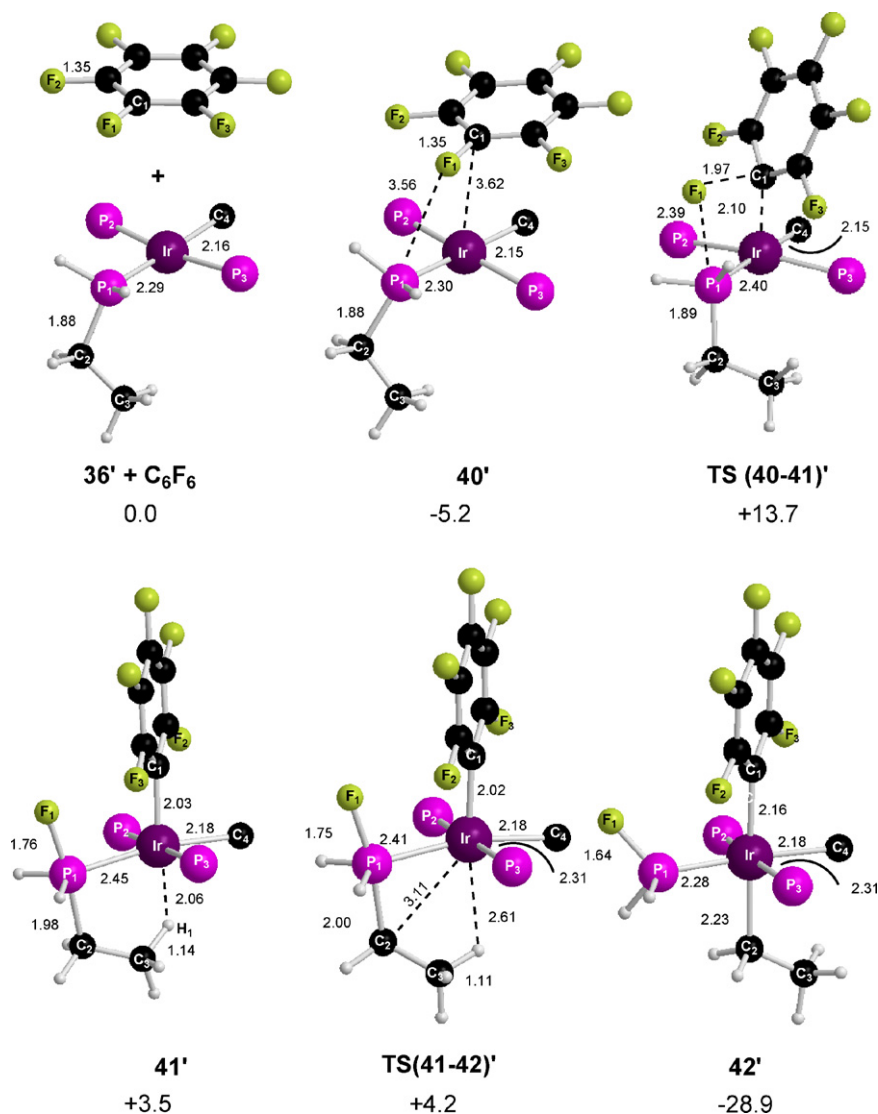 1.35
F₂
C₁
F₁
F₃
+
P₂
C₄
Ir
2.16
P₁
2.29
P₃
1.88
C₂
C₃
36' + C₆F₆
0.0
F₂
1.35
C₁
F₁
F₃
3.56
3.62
P₂
C₄
Ir
2.15
P₁
2.30
P₃
1.88
C₂
C₃
40'
-5.2
F₂
1.97
C₁
F₁
F₃
2.10
2.39
P₂
C₄
2.15
Ir
P₁
2.40
P₃
1.89
C₂
C₃
TS (40-41)'
+13.7
F₂
C₁
F₃
F₁
2.03
P₂
Ir
2.18
C₄
1.76
P₁
P₃
2.45
2.06
H₁
1.98
C₂
C₃
1.14
41'
+3.5
F₃
C₁
F₂
F₁
2.02
P₂
2.18
C₄
1.75
2.41
Ir
P₁
P₃
2.31
3.11
2.00
2.61
C₂
C₃
1.11
TS(41-42)'
+4.2
F₃
C₁
F₂
F₁
2.16
P₂
2.18
C₄
Ir
1.64
P₁
2.28
P₃
2.31
2.23
C₂
C₃
42'
-28.9